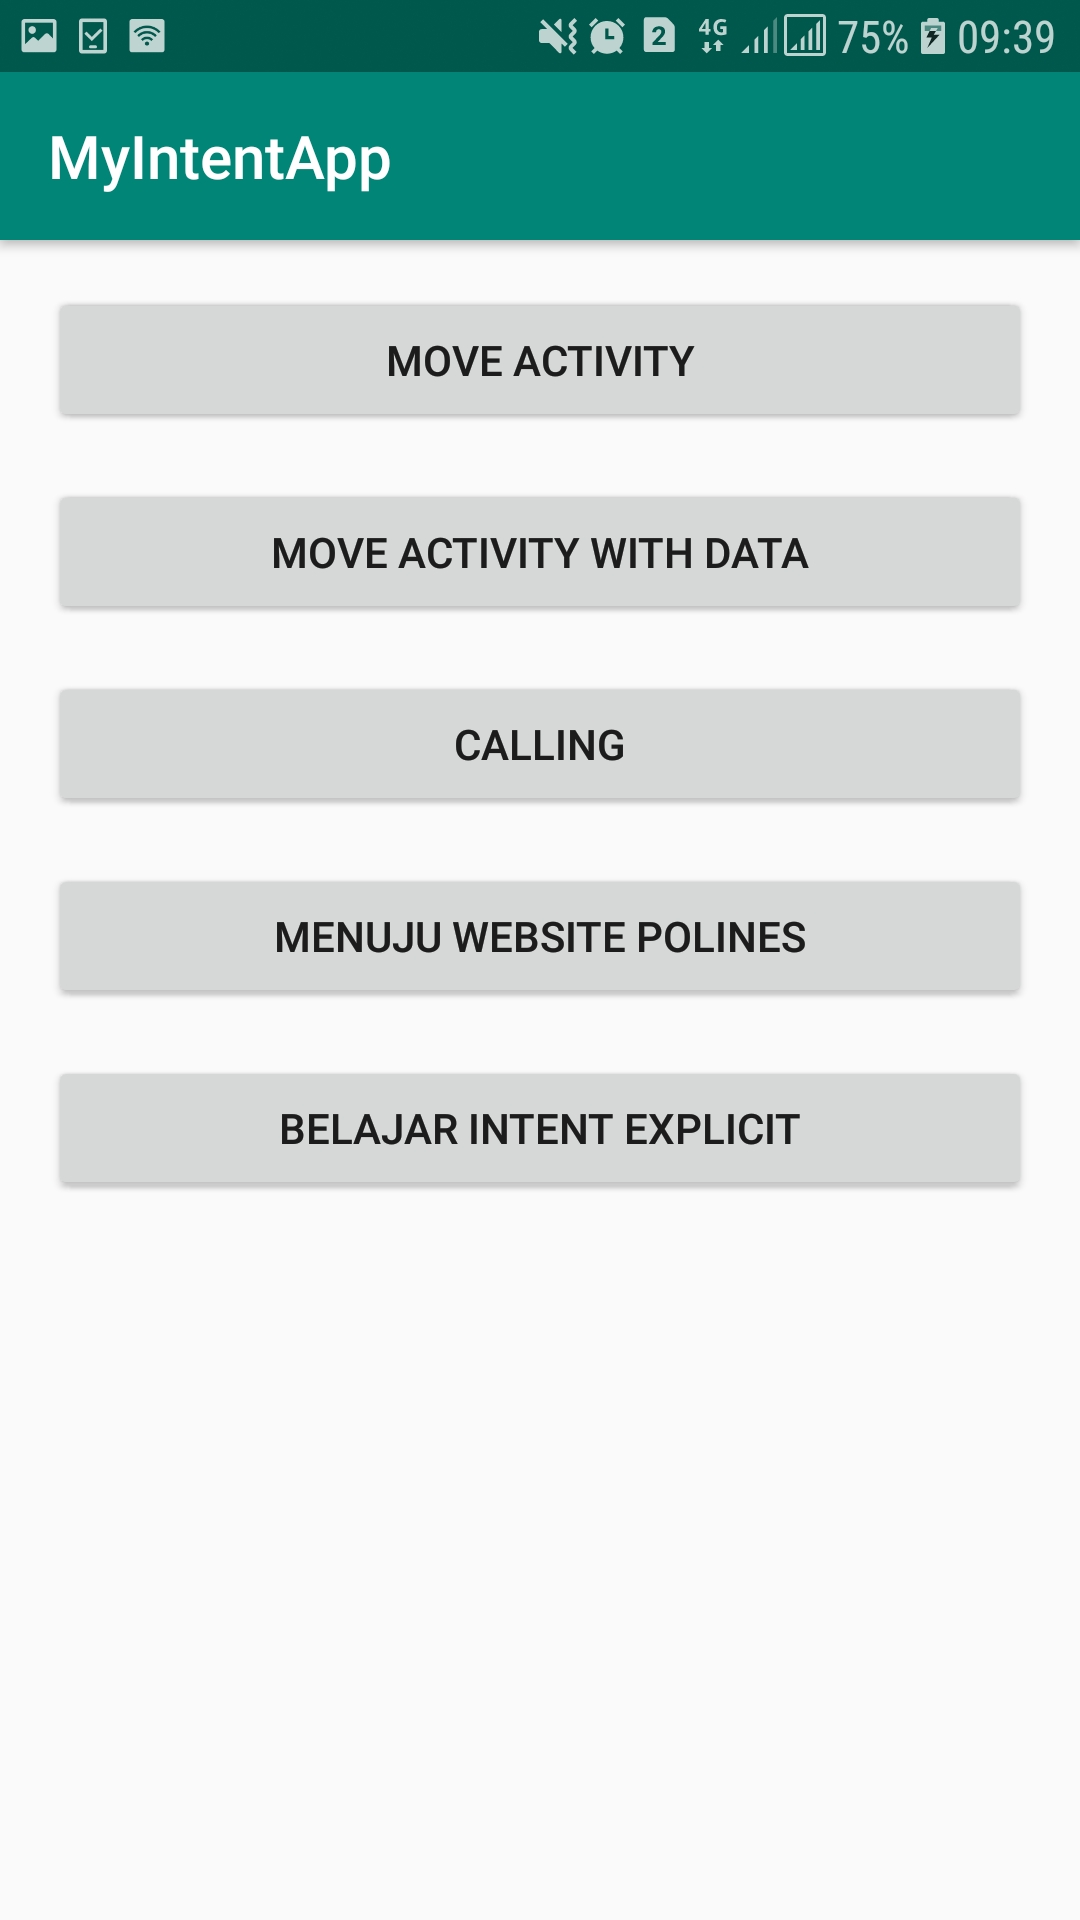 2 4G 75% 09:39
MyIntentApp
MOVE ACTIVITY
MOVE ACTIVITY WITH DATA
CALLING
MENUJU WEBSITE POLINES
BELAJAR INTENT EXPLICIT